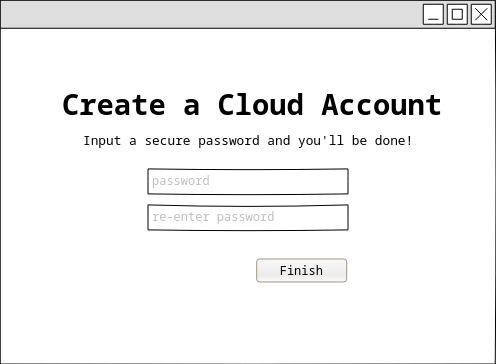 Create a Cloud Account
Input a secure password and you'll be done!
password
re-enter password
Finish